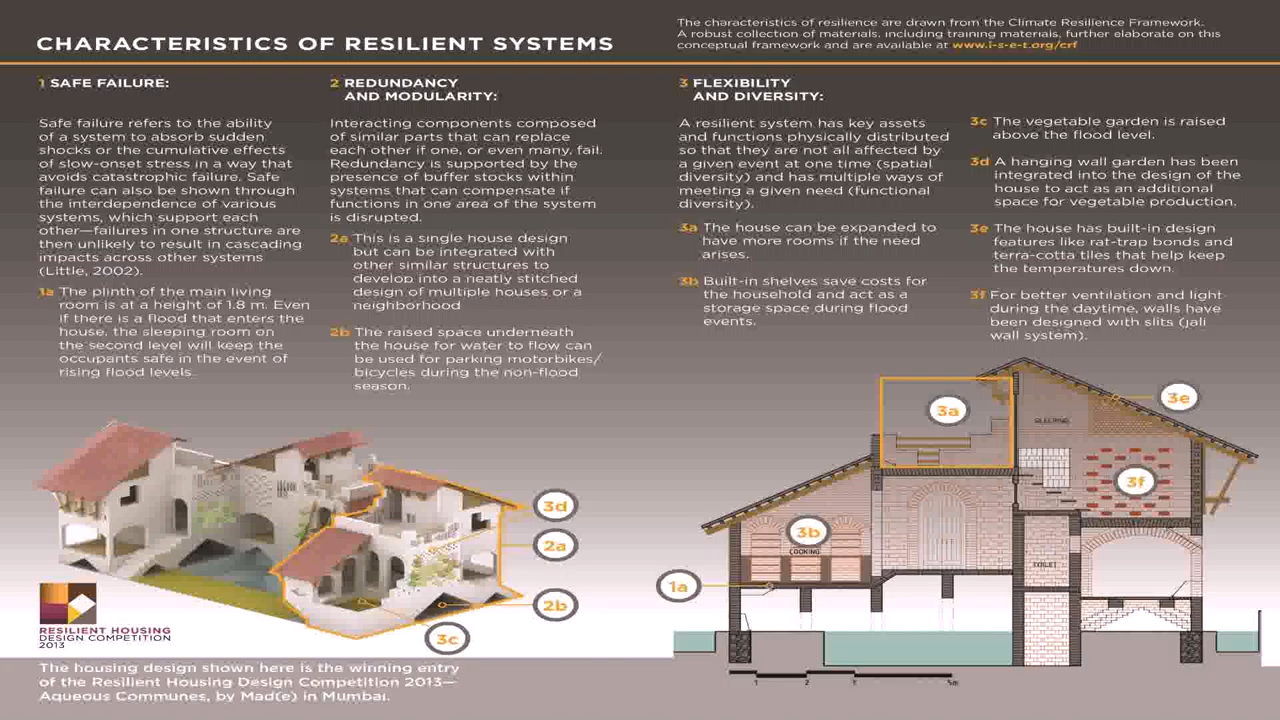 CHARACTERISTICS OF RESILIENT SYSTEMS
The characteristics of resilience are drawn from the Climate Resilience Framework.
A robust collection of materials, including training materials, further elaborate on this
conceptual framework and are available at www.i-s-e-t.org/crf
1 SAFE FAILURE:
Safe failure refers to the ability
of a system to absorb sudden
shocks or the cumulative effects
of slow-onset stress in a way that
avoids catastrophic failure. Safe
failure can also be shown through
the interdependence of various
systems, which support each
other—failures in one structure are
then unlikely to result in cascading
impacts across other systems
(Little, 2002).
1a The plinth of the main living
room is at a height of 1.8 m. Even
if there is a flood that enters the
house, the sleeping room on
the second level will keep the
occupants safe in the event of
rising flood levels.
2 REDUNDANCY
AND MODULARITY:
Interacting components composed
of similar parts that can replace
each other if one, or even many, fail.
Redundancy is supported by the
presence of buffer stocks within
systems that can compensate if
functions in one area of the system
is disrupted.
2a This is a single house design
but can be integrated with
other similar structures to
develop into a neatly stitched
design of multiple houses or a
neighborhood
2b The raised space underneath
the house for water to flow can
be used for parking motorbikes/
bicycles during the non-flood
season.
3 FLEXIBILITY
AND DIVERSITY:
A resilient system has key assets
and functions physically distributed
so that they are not all affected by
a given event at one time (spatial
diversity) and has multiple ways of
meeting a given need (functional
diversity).
3a The house can be expanded to
have more rooms if the need
arises.
3b Built-in shelves save costs for
the household and act as a
storage space during flood
events.
3c The vegetable garden is raised
above the flood level.
3d A hanging wall garden has been
integrated into the design of the
house to act as an additional
space for vegetable production.
3e The house has built-in design
features like rat-trap bonds and
terra-cotta tiles that help keep
the temperatures down.
3f For better ventilation and light
during the daytime, walls have
been designed with slits (jali
wall system).
3d
2a
2b
3c
RESILIENT HOUSING
DESIGN COMPETITION
2013
The housing design shown here is the winning entry
of the Resilient Housing Design Competition 2013—
Aqueous Communes, by Mad(e) in Mumbai.
3a
3e
SLEEPING
3f
3b
COOKING
TOILET
1a
1 2 3 5m